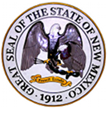 GREAT SEAL OF THE STATE OF NEW MEXICO
· 1912 ·